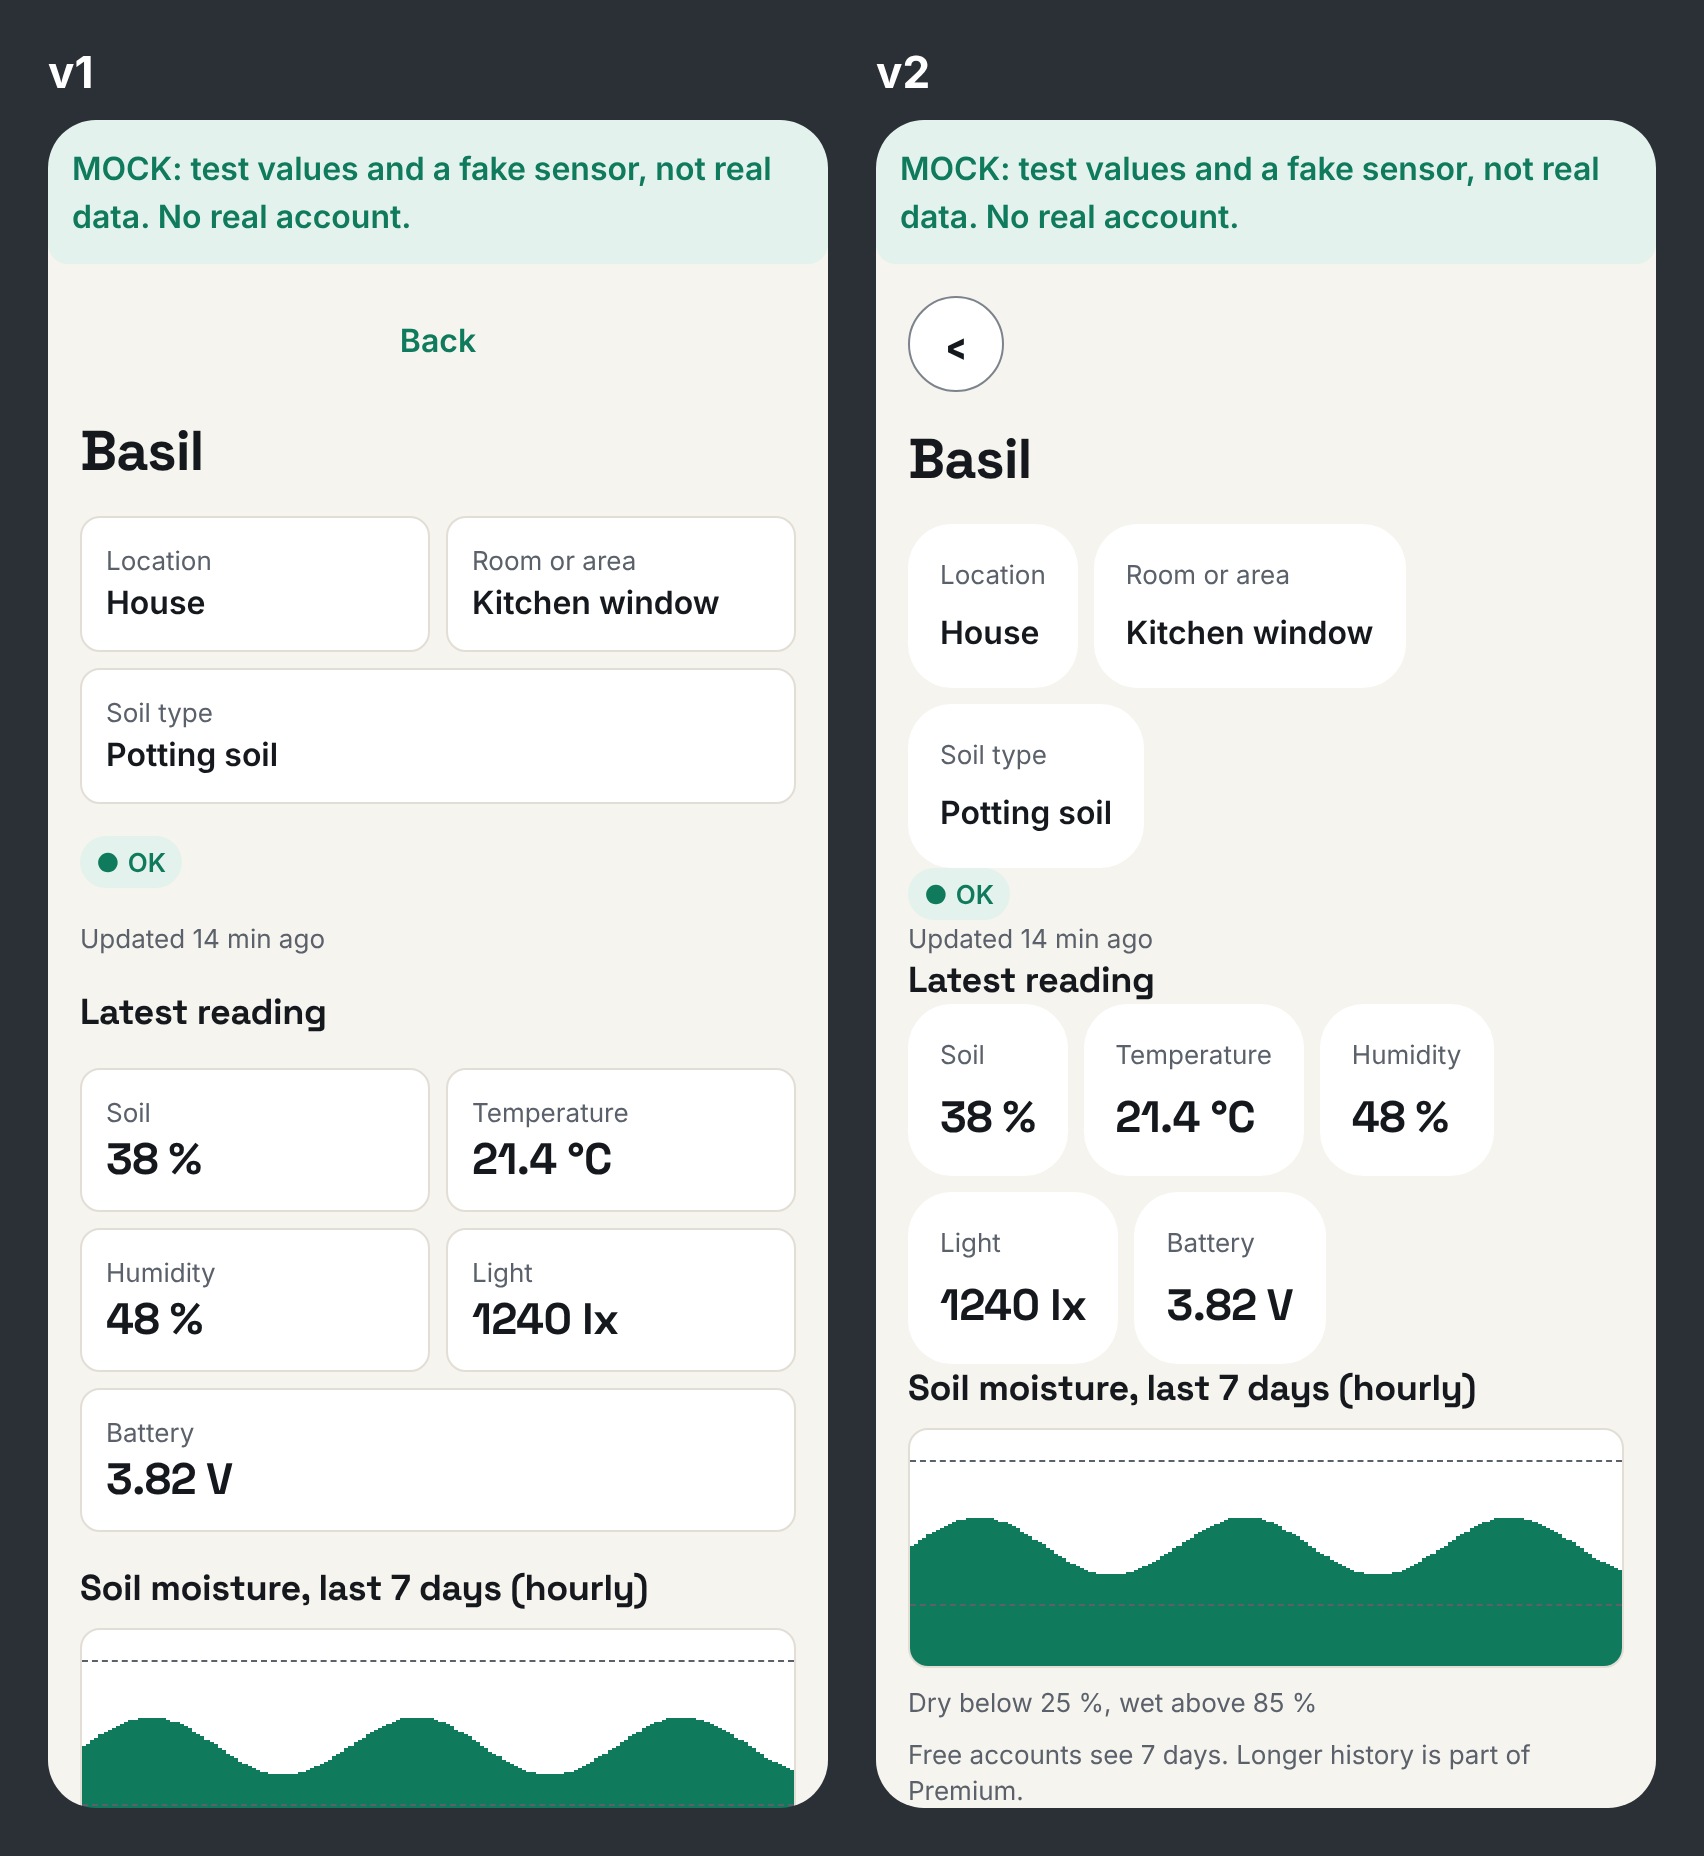 v1
MOCK: test values and a fake sensor, not real
data. No real account.
Back
Basil
Location
House
Room or area
Kitchen window
Soil type
Potting soil
OK
Updated 14 min ago
Latest reading
Soil
38 %
Temperature
21.4 °C
Humidity
48 %
Light
1240 lx
Battery
3.82 V
Soil moisture, last 7 days (hourly)
v2
MOCK: test values and a fake sensor, not real
data. No real account.
<
Basil
Location
House
Room or area
Kitchen window
Soil type
Potting soil
OK
Updated 14 min ago
Latest reading
Soil
38 %
Temperature
21.4 °C
Humidity
48 %
Light
1240 lx
Battery
3.82 V
Soil moisture, last 7 days (hourly)
Dry below 25 %, wet above 85 %
Free accounts see 7 days. Longer history is part of
Premium.